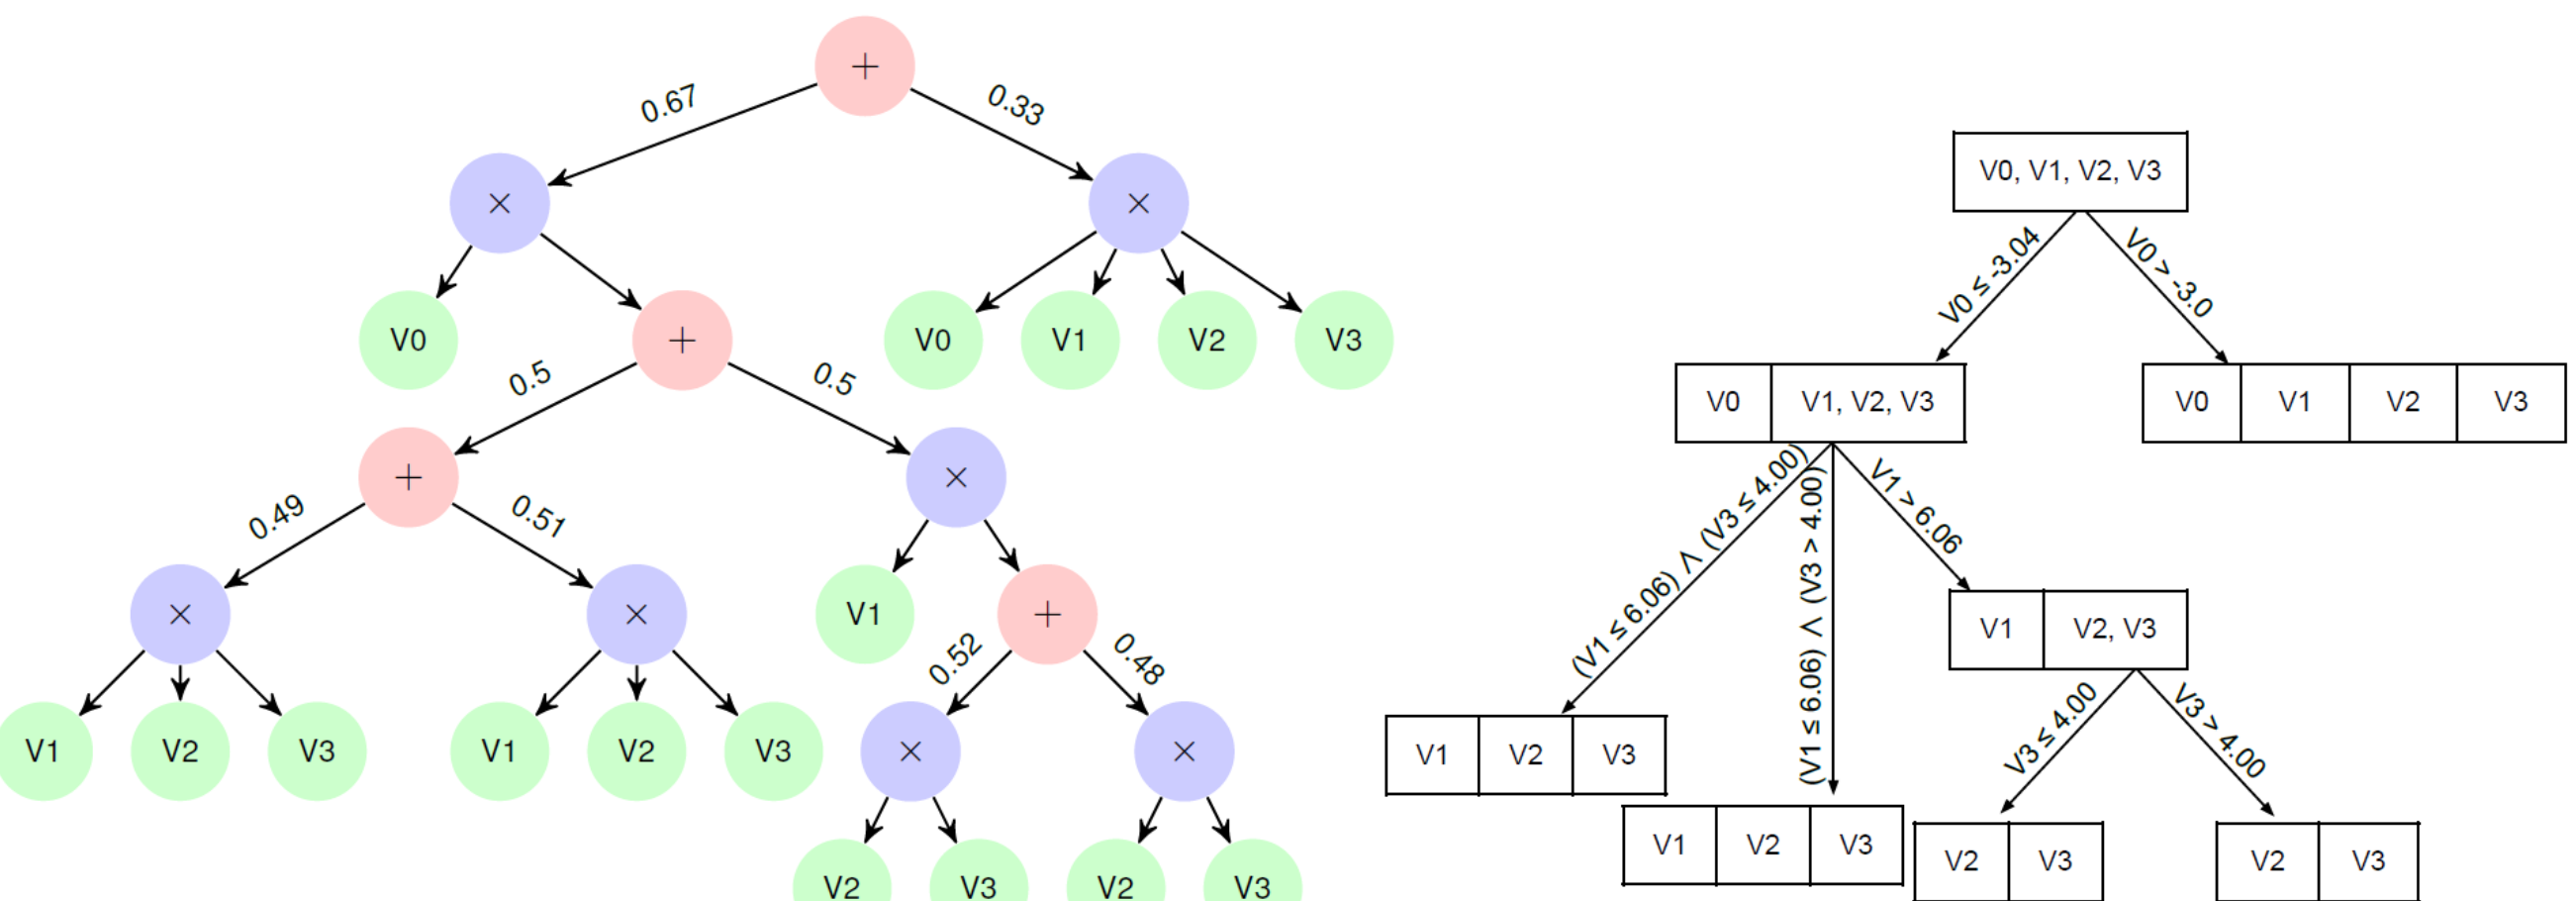 +
0.67
0.33
×
×
V0
+
V0
V1
V2
V3
0.5
0.5
+
×
0.49
0.51
×
×
V1
+
0.52
0.48
V1
V2
V3
V1
V2
V3
×
×
V2
V3
V2
V3
V0, V1, V2, V3
V0 ≤ -3.04
V0 > -3.0
V0
V1, V2, V3
V0
V1
V2
V3
(V1 ≤ 6.06) ∧ (V3 ≤ 4.00)
(V1 ≤ 6.06) ∧ (V3 > 4.00)
V1 > 6.06
V1
V2, V3
V3 ≤ 4.00
V3 > 4.00
V1
V2
V3
V1
V2
V3
V2
V3
V2
V3